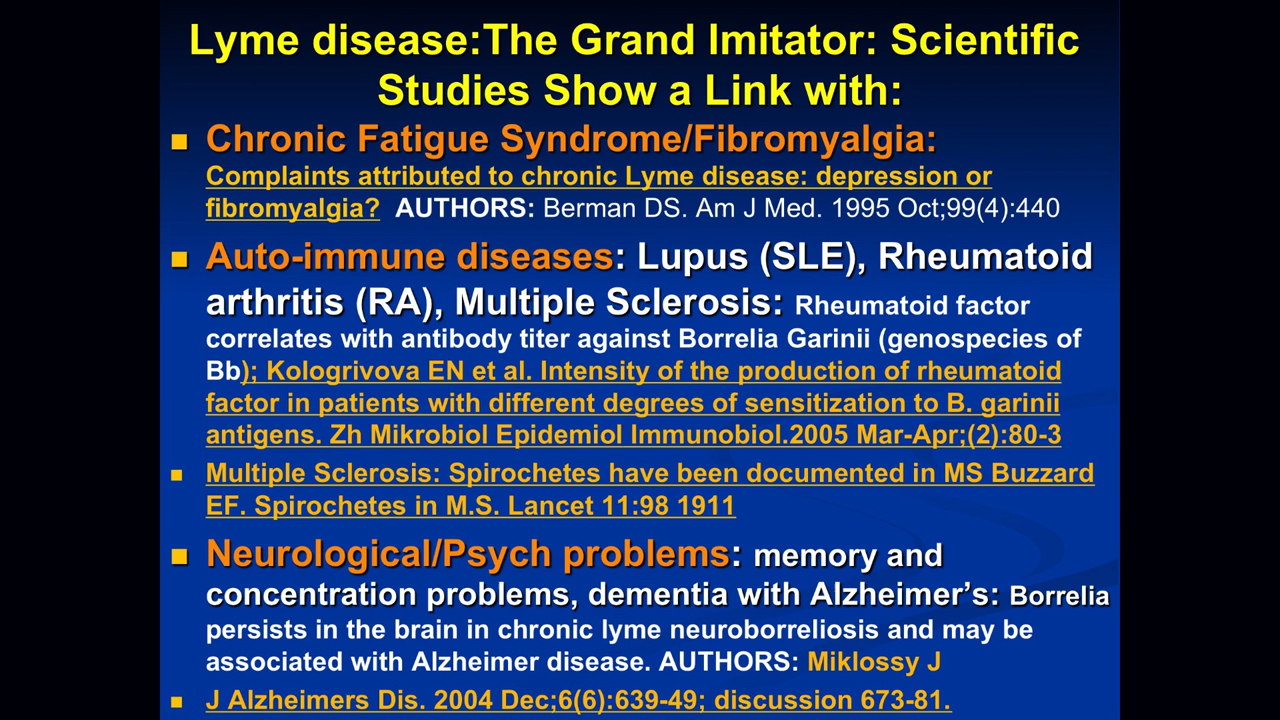 Lyme disease:The Grand Imitator: Scientific
Studies Show a Link with:
Chronic Fatigue Syndrome/Fibromyalgia:
Complaints attributed to chronic Lyme disease: depression or
fibromyalgia? AUTHORS: Berman DS. Am J Med. 1995 Oct;99(4):440
Auto-immune diseases: Lupus (SLE), Rheumatoid
arthritis (RA), Multiple Sclerosis: Rheumatoid factor
correlates with antibody titer against Borrelia Garinii (genospecies of
Bb); Kologrivova EN et al. Intensity of the production of rheumatoid
factor in patients with different degrees of sensitization to B. garinii
antigens. Zh Mikrobiol Epidemiol Immunobiol.2005 Mar-Apr;(2):80-3
Multiple Sclerosis: Spirochetes have been documented in MS Buzzard
EF. Spirochetes in M.S. Lancet 11:98 1911
Neurological/Psych problems: memory and
concentration problems, dementia with Alzheimer’s: Borrelia
persists in the brain in chronic lyme neuroborreliosis and may be
associated with Alzheimer disease. AUTHORS: Miklossy J
J Alzheimers Dis. 2004 Dec;6(6):639-49; discussion 673-81.